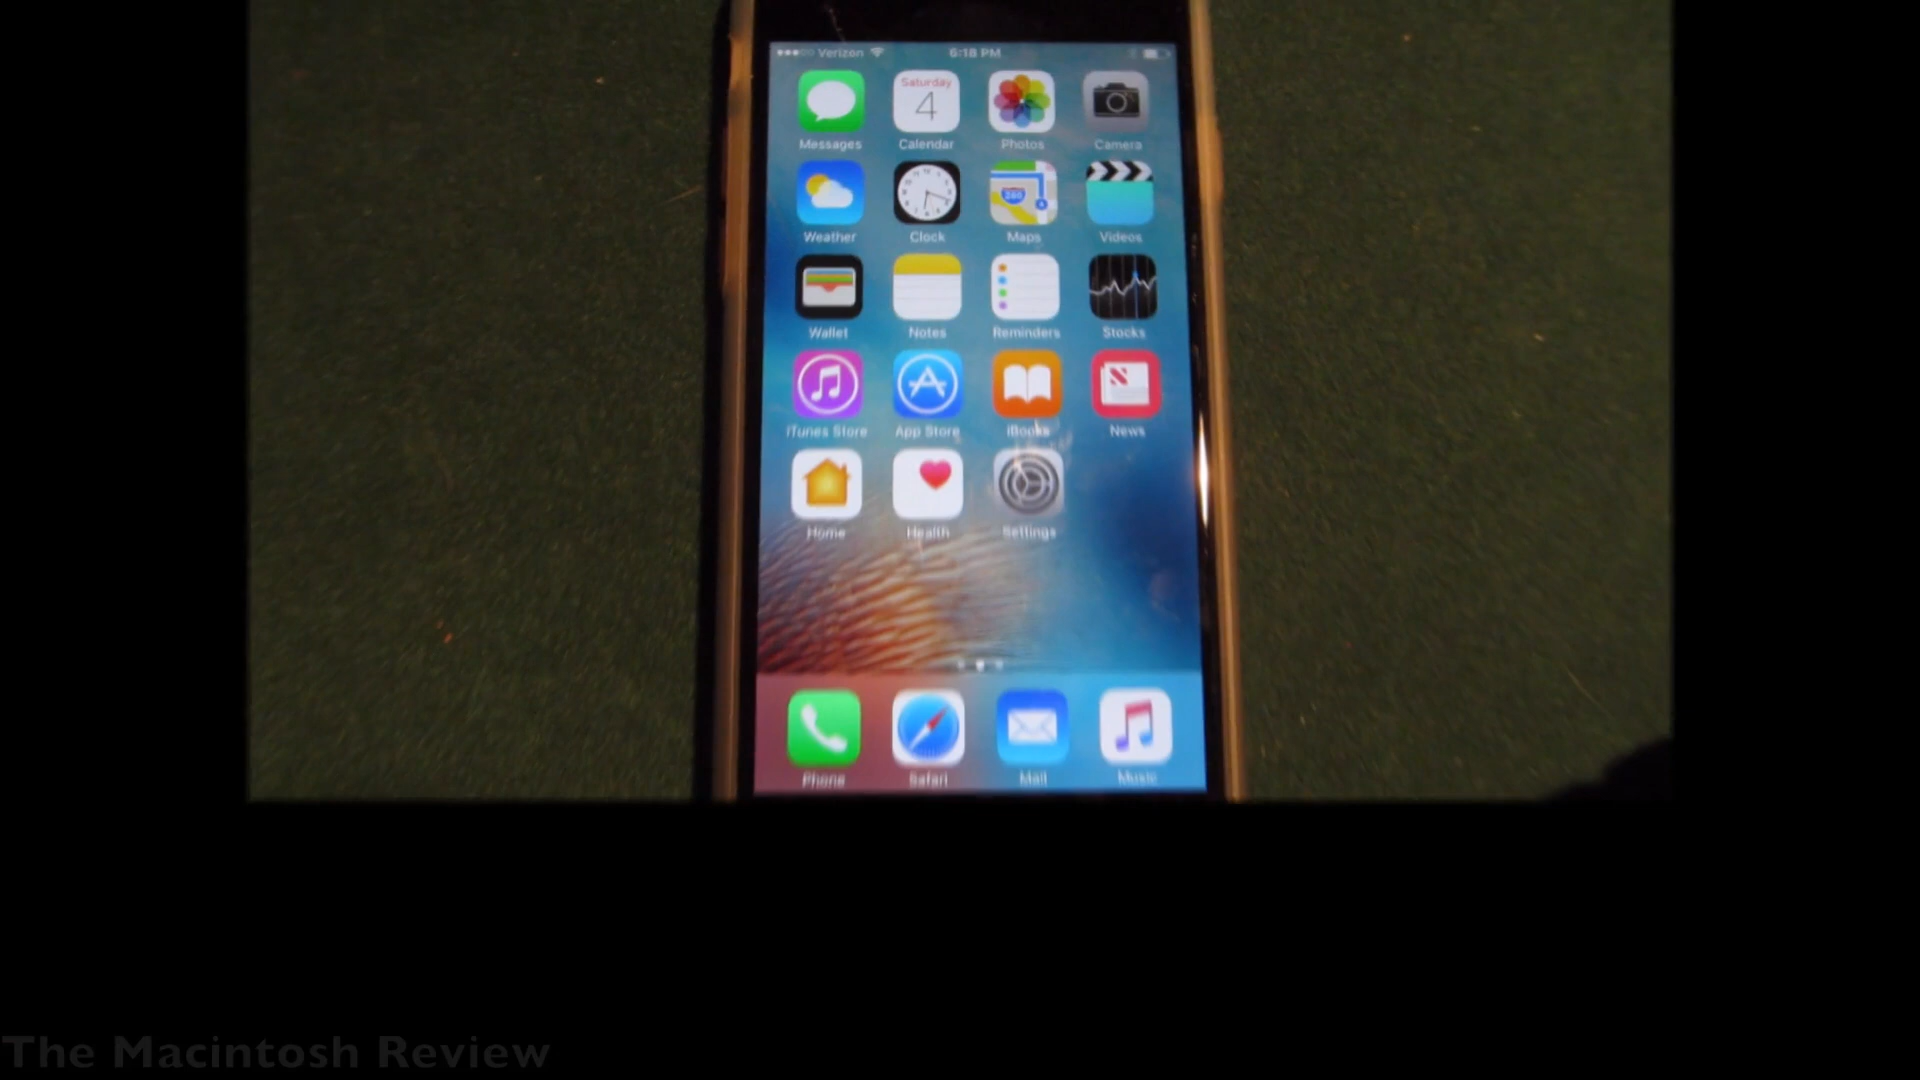 Verizon 6:18 PM
Saturday
4
Messages Calendar Photos Camera
280
Weather Clock Maps Videos
Wallet Notes Reminders Stocks
iTunes Store App Store iBooks News
Home Health Settings
Phone Safari Mail Music
The Macintosh Review